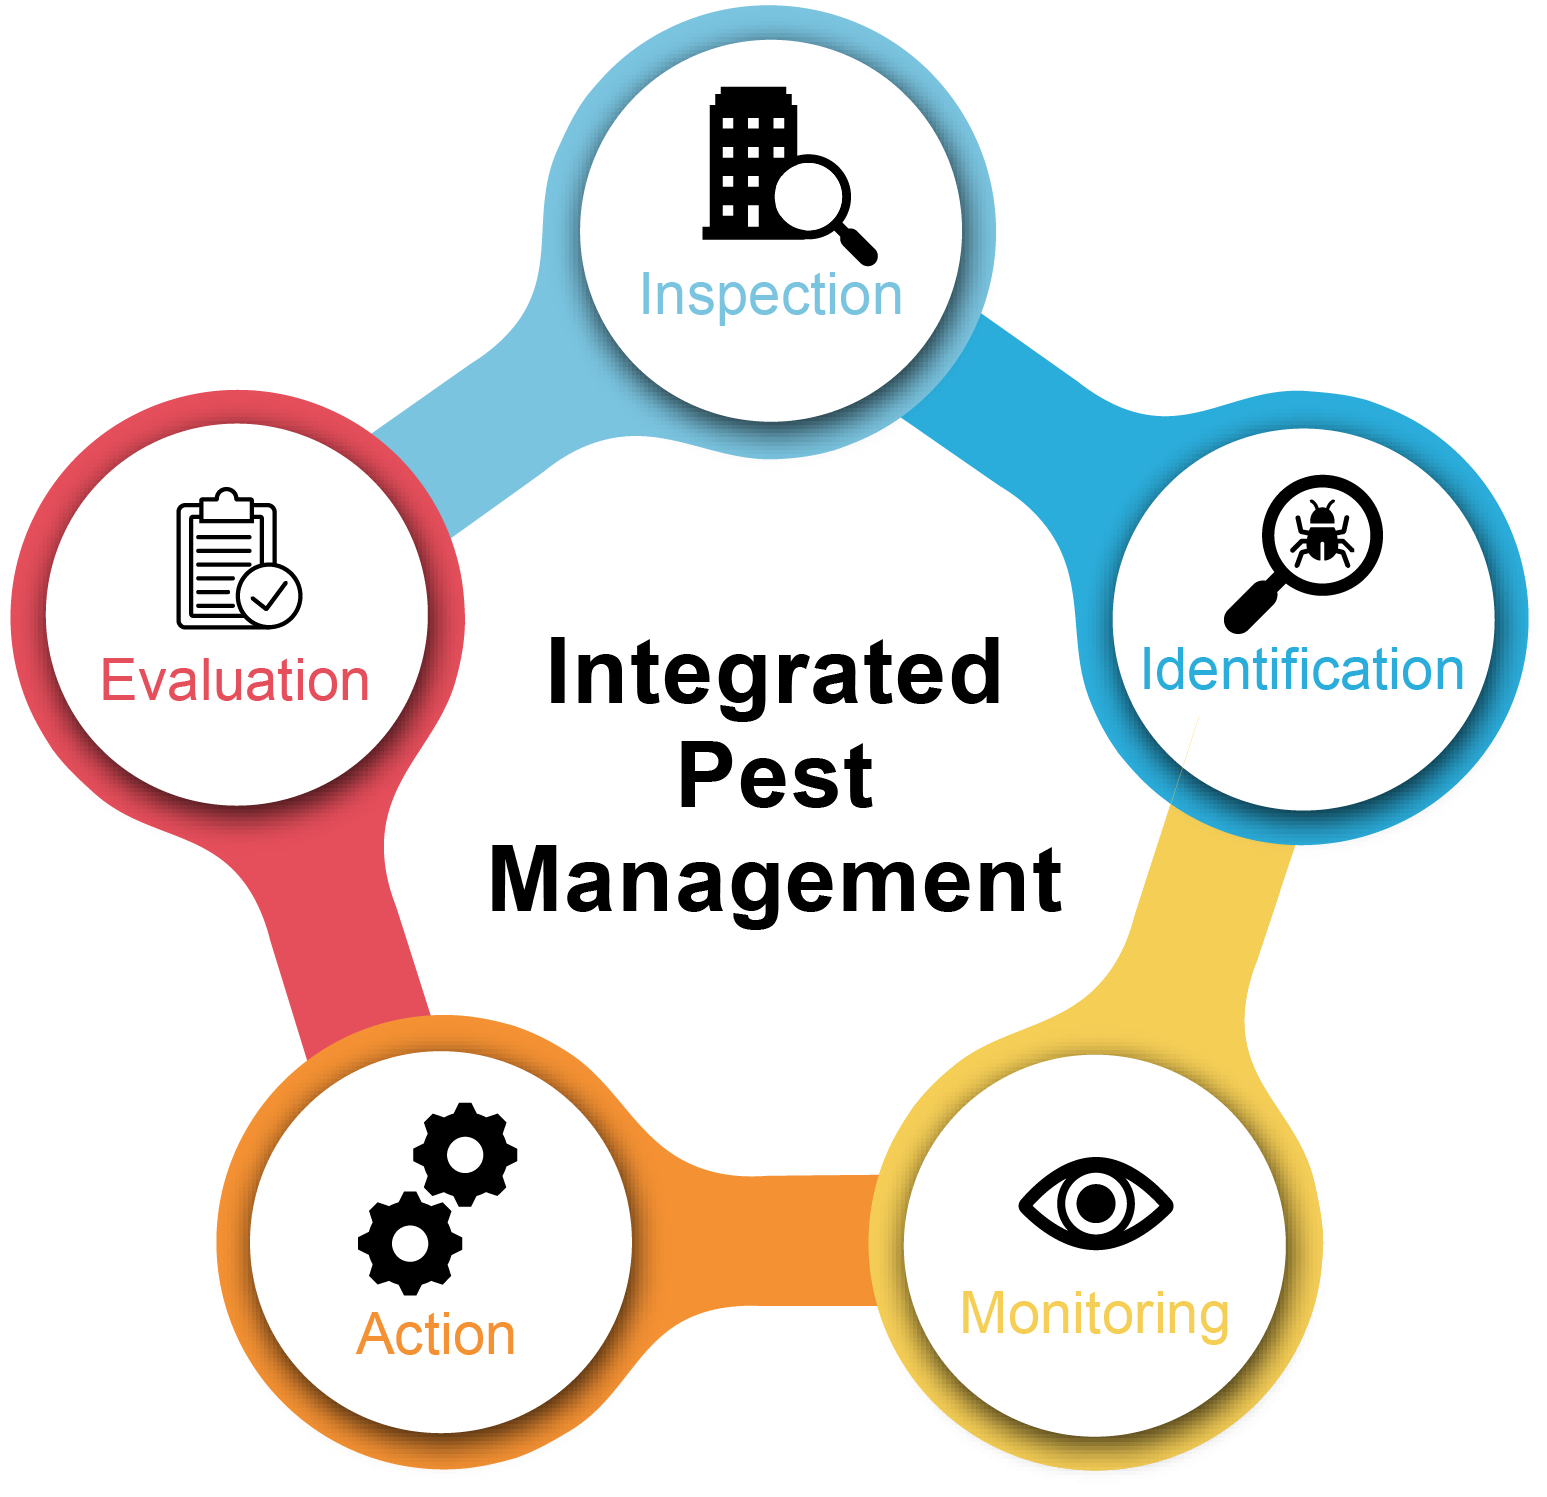 Inspection
Identification
Evaluation
Integrated
Pest
Management
Monitoring
Action